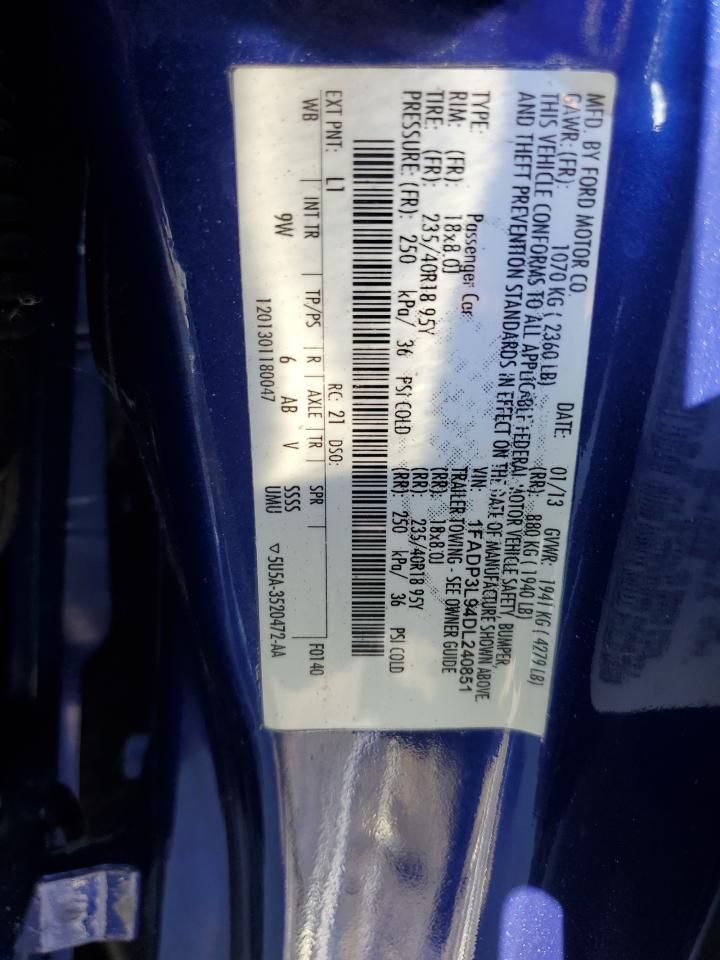 MFD. BY FORD MOTOR CO.
DATE: 01/13 GVWR: 1941 KG ( 4279 LB)
GAWR: (FR): 1070 KG ( 2360 LB) (RR): 880 KG ( 1940 LB)
THIS VEHICLE CONFORMS TO ALL APPLICABLE FEDERAL MOTOR VEHICLE SAFETY, BUMPER,
AND THEFT PREVENTION STANDARDS IN EFFECT ON THE DATE OF MANUFACTURE SHOWN ABOVE
VIN: 1FADP3L94DL240851
TYPE: Passenger Car TRAILER TOWING - SEE OWNER GUIDE
RIM: (FR): 18x8.0J (RR): 18x8.0J
TIRE: (FR): 235/40R18 95Y (RR): 235/40R18 95Y
PRESSURE: (FR): 250 kPa/ 36 PSI COLD (RR): 250 kPa/ 36 PSI COLD
EXT PNT: L1 RC: 21 DSO: F0140
WB | INT TR | TP/PS | R | AXLE | TR | SPR
9W 6 AB V SSSS
1201301180047 UMU ▽5U5A-3520472-AA